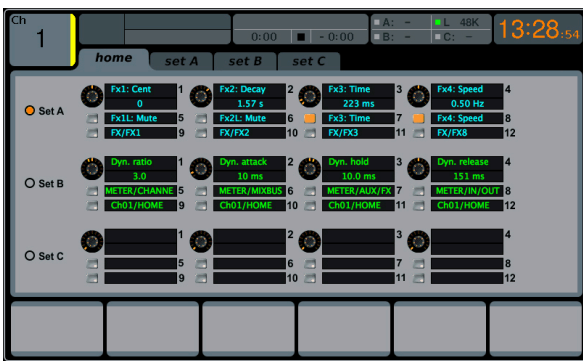 Ch
1
0:00 - 0:00
A: - L 48K
B: - C: -
13:28:54
home set A set B set C
Set A
Fx1: Cent 1 Fx2: Decay 2 Fx3: Time 3 Fx4: Speed 4
0 1.57 s 223 ms 0.50 Hz
Fx1L: Mute 5 Fx2L: Mute 6 Fx3: Time 7 Fx4: Speed 8
FX/FX1 9 FX/FX2 10 FX/FX3 11 FX/FX8 12
Set B
Dyn. ratio 1 Dyn. attack 2 Dyn. hold 3 Dyn. release 4
3.0 10 ms 10.0 ms 151 ms
METER/CHANNE 5 METER/MIXBUS 6 METER/AUX/FX 7 METER/IN/OUT 8
Ch01/HOME 9 Ch01/HOME 10 Ch01/HOME 11 Ch01/HOME 12
Set C
1 2 3 4
5 6 7 8
9 10 11 12